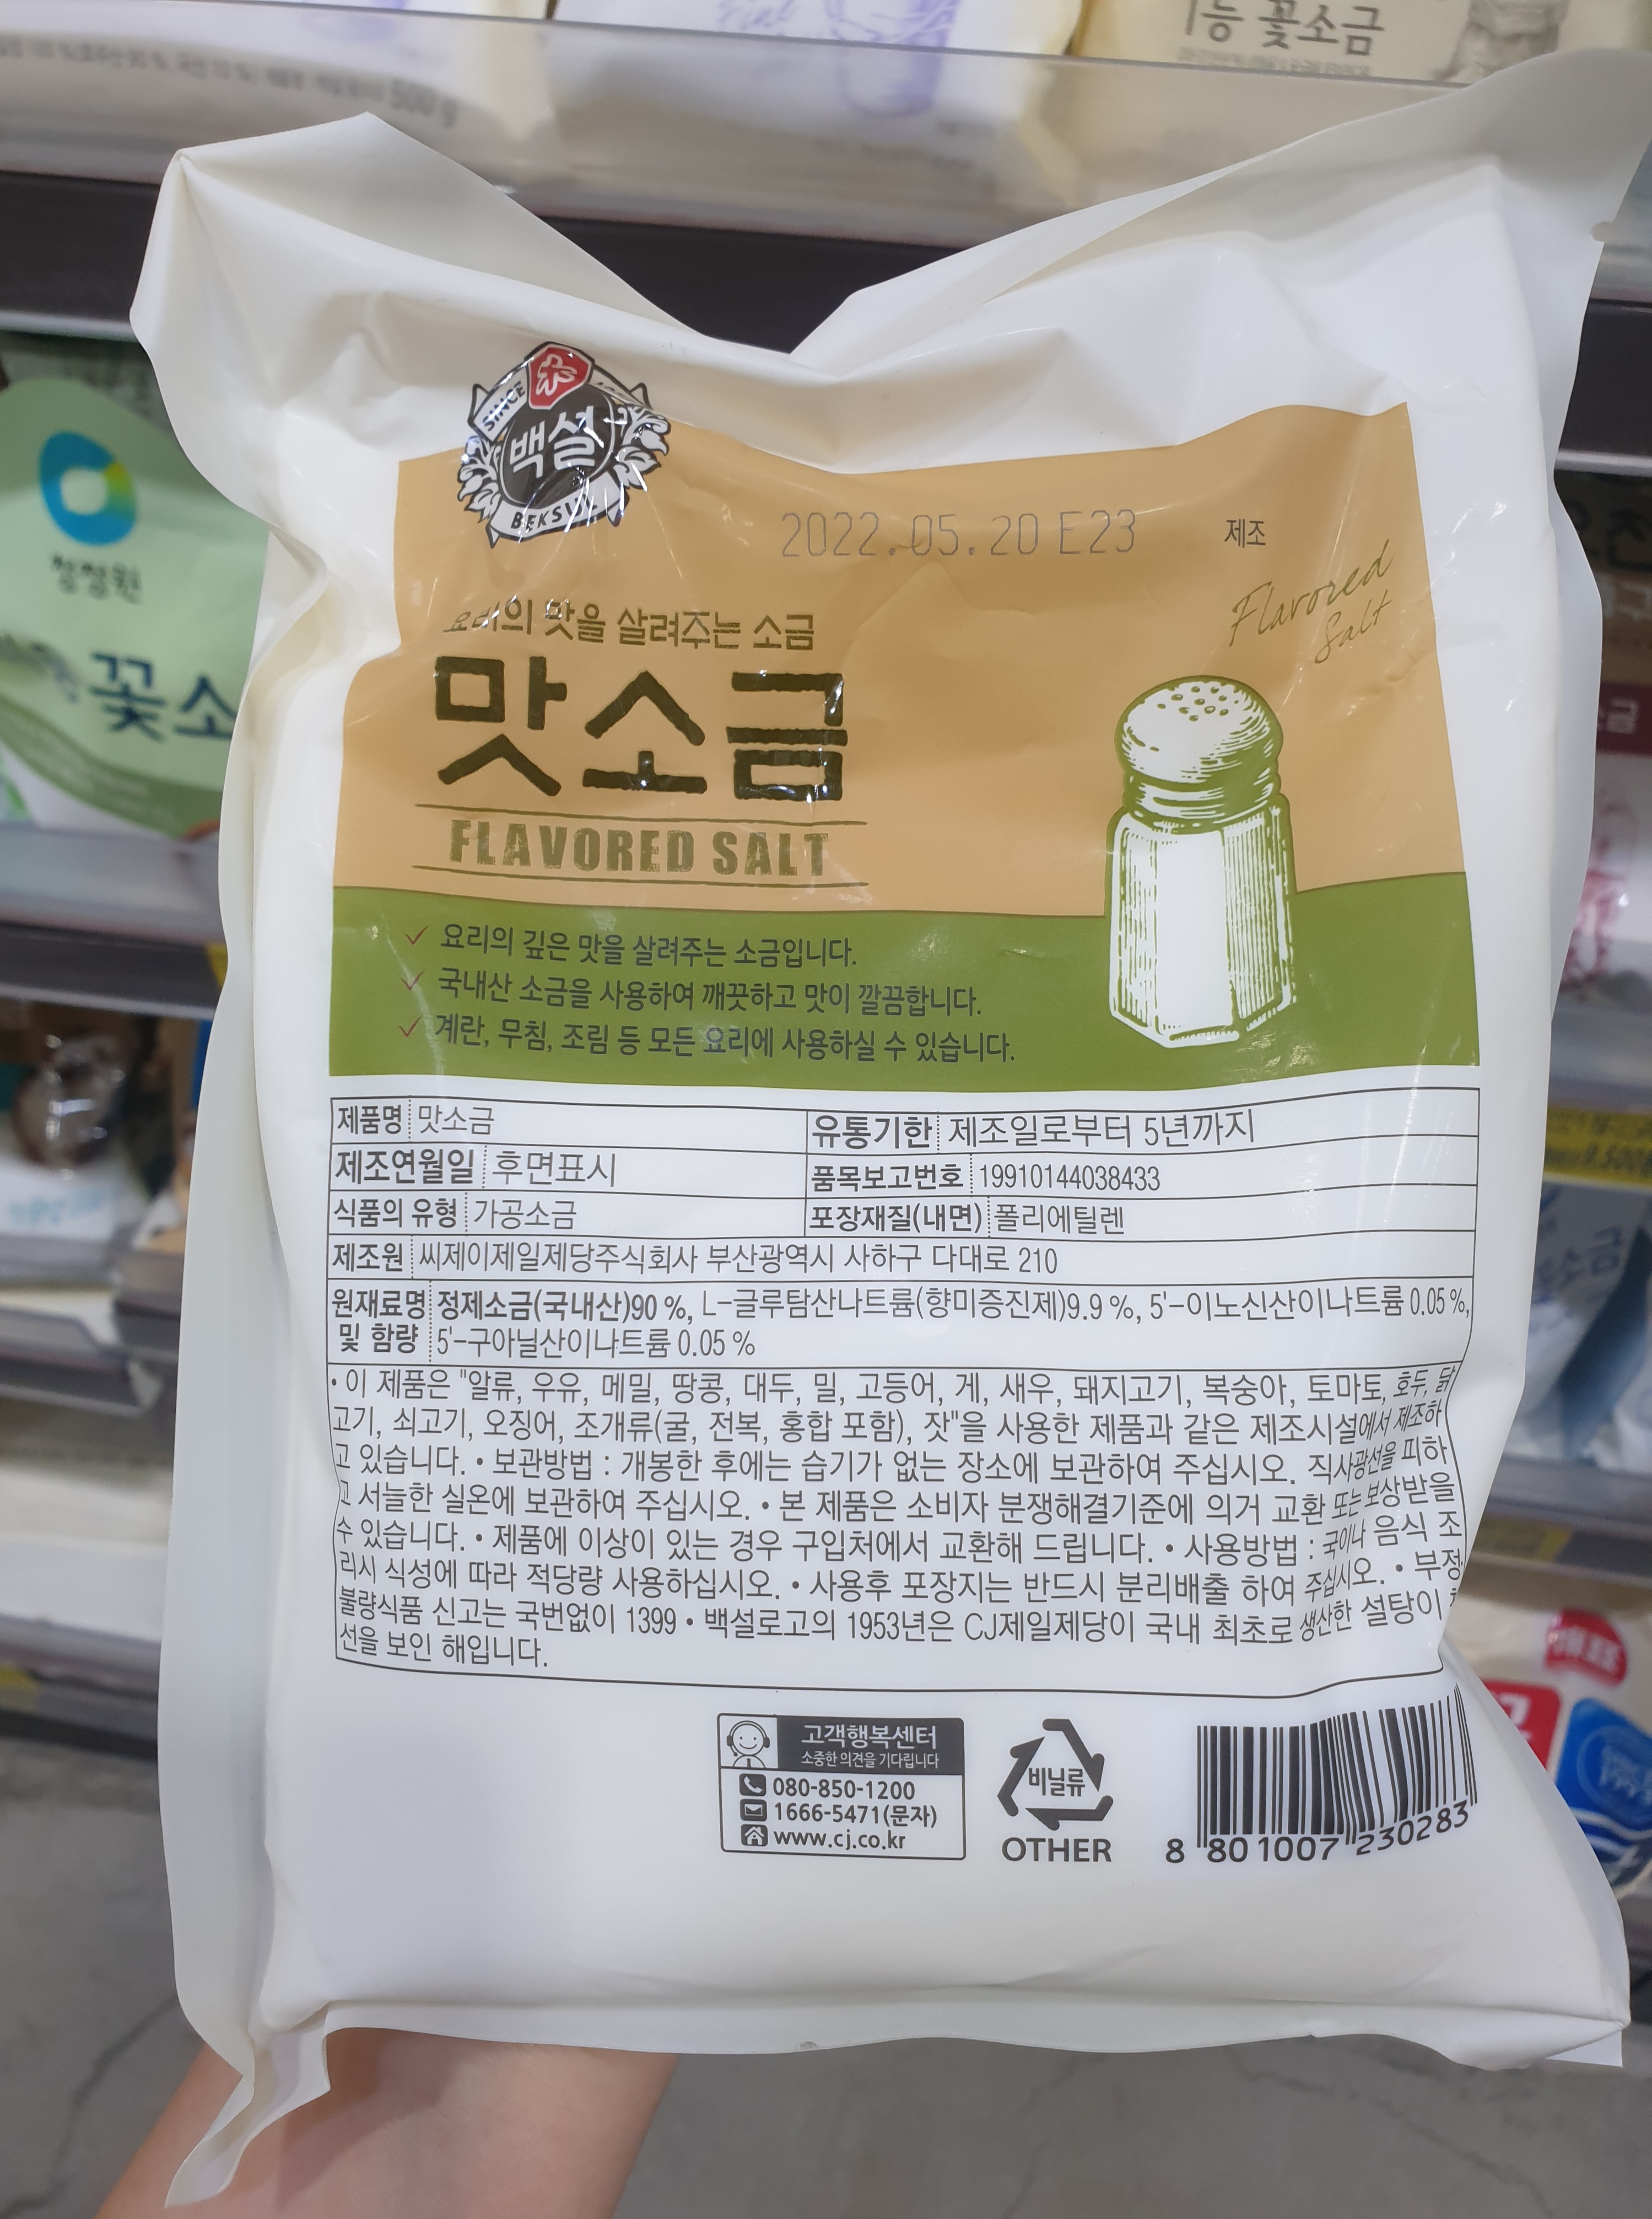 500 g
꽃소금
청정원
꽃소
SINCE
백설
BEKSUL
2022.05.20 E23 제조
Flavored
Salt
요리의 맛을 살려주는 소금
맛소금
FLAVORED SALT
✓ 요리의 깊은 맛을 살려주는 소금입니다.
✓ 국내산 소금을 사용하여 깨끗하고 맛이 깔끔합니다.
✓ 계란, 무침, 조림 등 모든 요리에 사용하실 수 있습니다.
제품명 맛소금 유통기한 제조일로부터 5년까지
제조연월일 후면표시 품목보고번호 19910144038433
식품의 유형 가공소금 포장재질(내면) 폴리에틸렌
제조원 씨제이제일제당주식회사 부산광역시 사하구 다대로 210
원재료명 정제소금(국내산)90 %, L-글루탐산나트륨(향미증진제)9.9 %, 5'-이노신산이나트륨 0.05 %,
및 함량 5'-구아닐산이나트륨 0.05 %
• 이 제품은 "알류, 우유, 메밀, 땅콩, 대두, 밀, 고등어, 게, 새우, 돼지고기, 복숭아, 토마토, 호두, 닭
고기, 쇠고기, 오징어, 조개류(굴, 전복, 홍합 포함), 잣"을 사용한 제품과 같은 제조시설에서 제조하
고 있습니다. • 보관방법 : 개봉한 후에는 습기가 없는 장소에 보관하여 주십시오. 직사광선을 피하
고 서늘한 실온에 보관하여 주십시오. • 본 제품은 소비자 분쟁해결기준에 의거 교환 또는 보상받을
수 있습니다. • 제품에 이상이 있는 경우 구입처에서 교환해 드립니다. • 사용방법 : 국이나 음식 조
리시 식성에 따라 적당량 사용하십시오. • 사용후 포장지는 반드시 분리배출 하여 주십시오. • 부정
불량식품 신고는 국번없이 1399 • 백설로고의 1953년은 CJ제일제당이 국내 최초로 생산한 설탕이
선을 보인 해입니다.
고객행복센터
소중한 의견을 기다립니다
080-850-1200
1666-5471(문자)
www.cj.co.kr
비닐류
OTHER
8 801007 230283